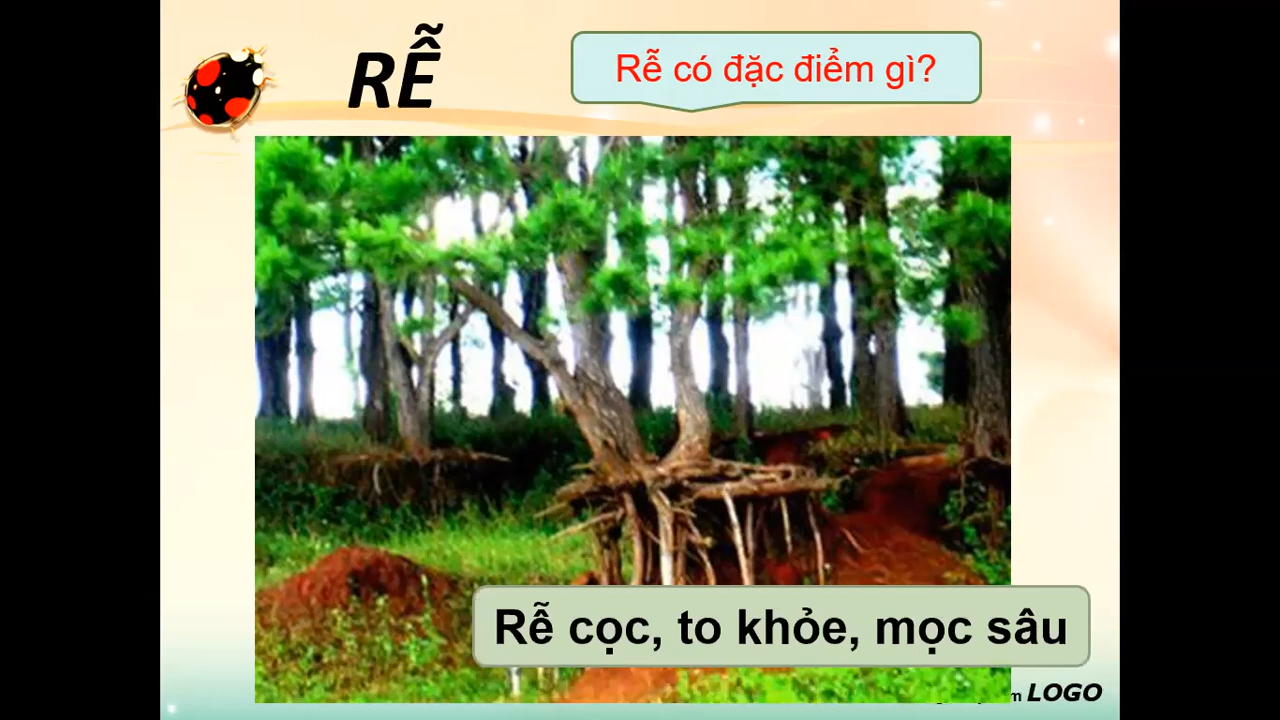 RỄ
Rễ có đặc điểm gì?
Rễ cọc, to khỏe, mọc sâu
LOGO